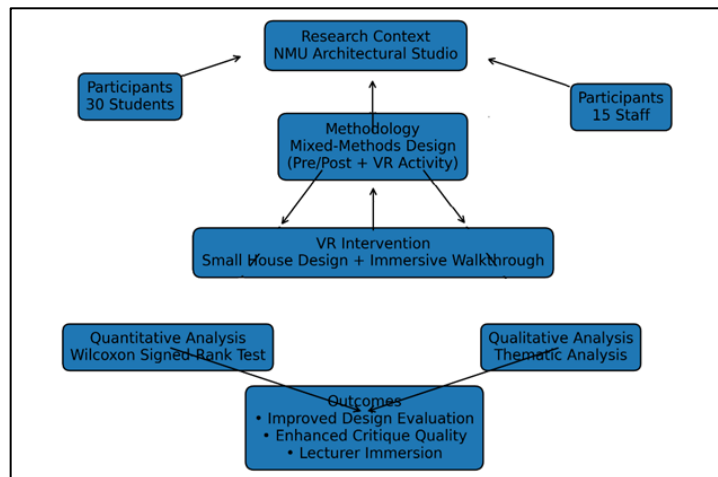 Research Context
NMU Architectural Studio
Participants
30 Students
Participants
15 Staff
Methodology
Mixed-Methods Design
(Pre/Post + VR Activity)
VR Intervention
Small House Design + Immersive Walkthrough
Quantitative Analysis
Wilcoxon Signed Rank Test
Qualitative Analysis
Thematic Analysis
Outcomes
• Improved Design Evaluation
• Enhanced Critique Quality
• Lecturer Immersion